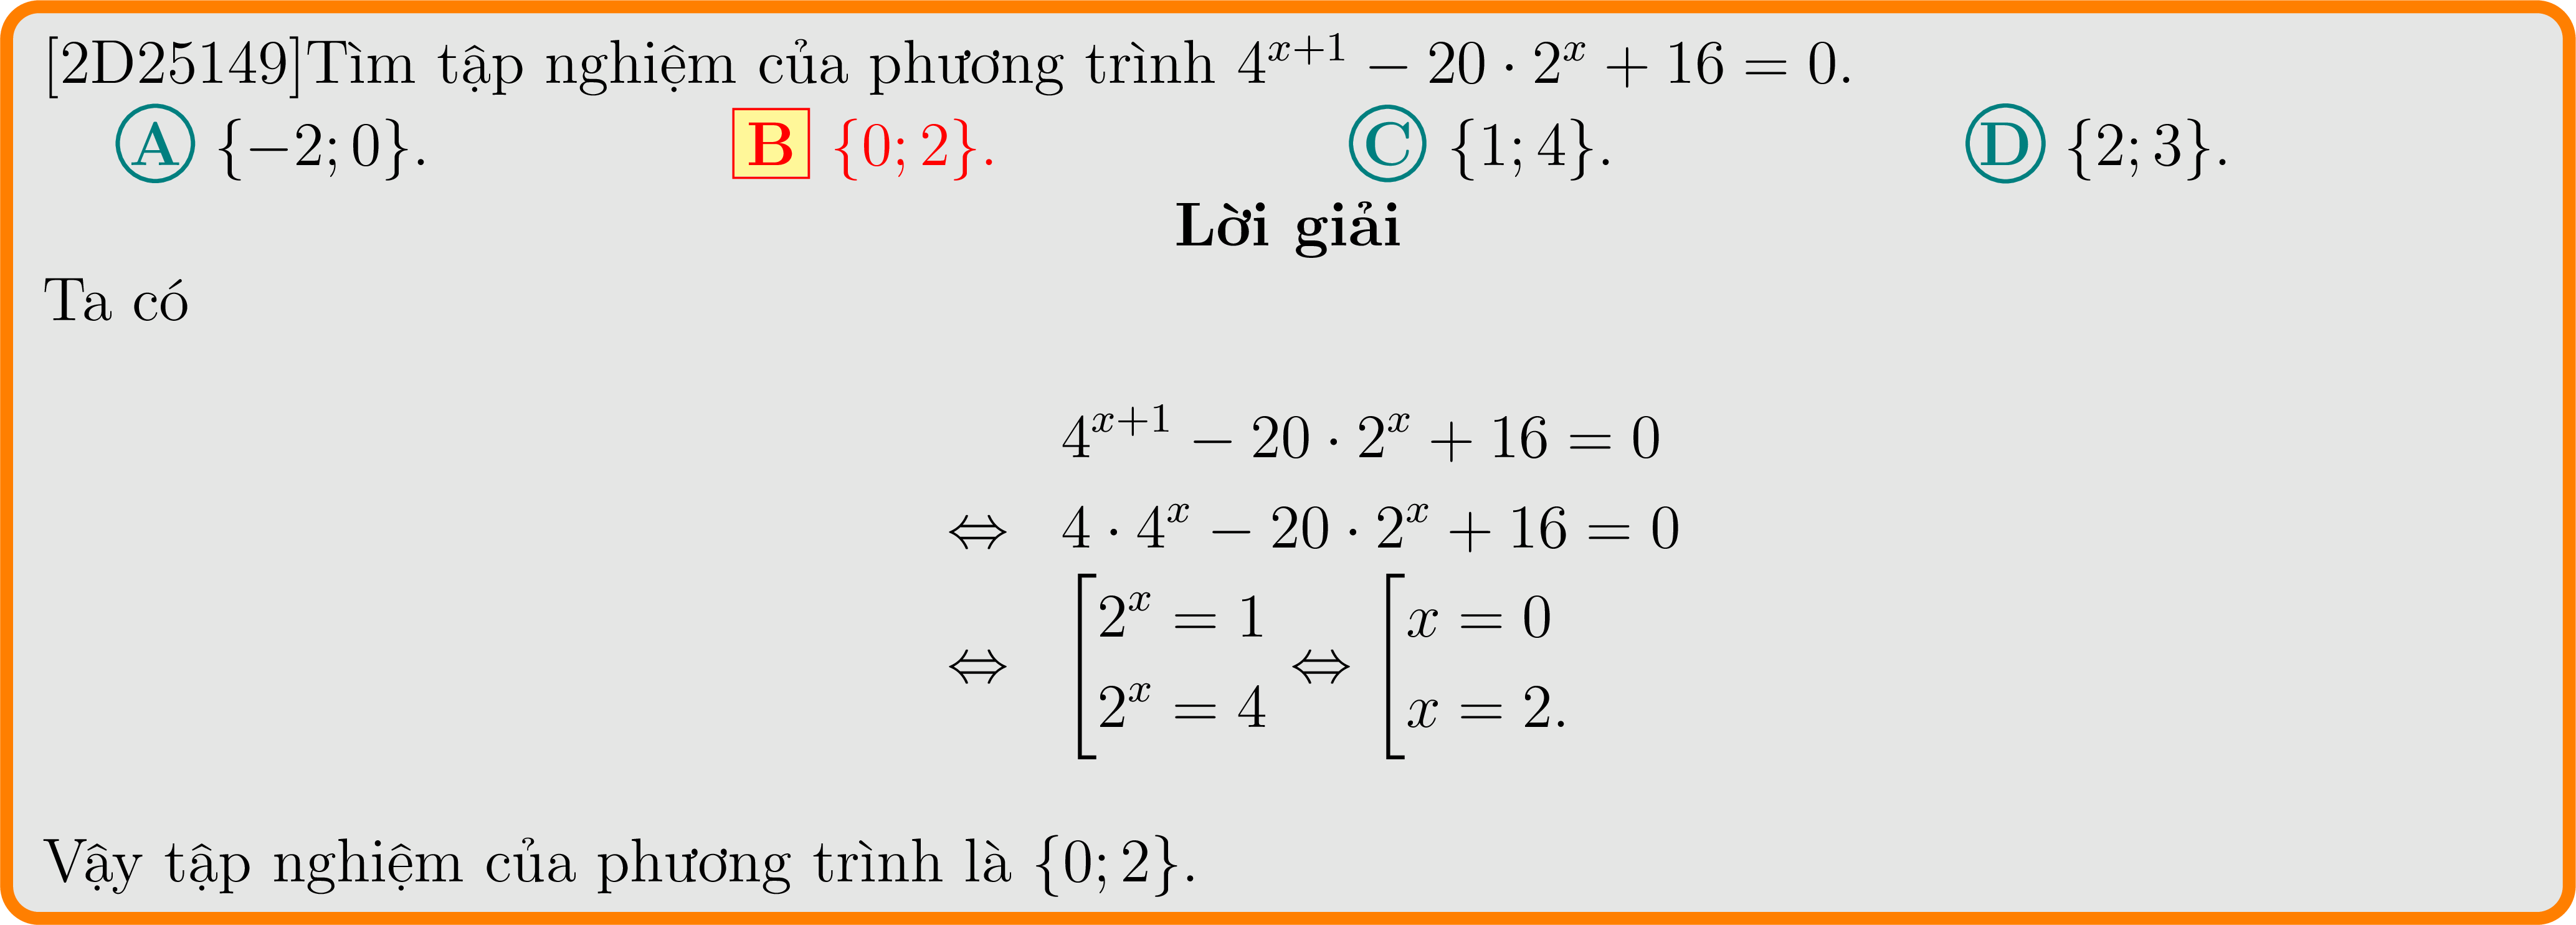 [2D25149]Tìm tập nghiệm của phương trình $4^{x+1} - 20 \cdot 2^x + 16 = 0$.
A {−2; 0}. B {0; 2}. C {1; 4}. D {2; 3}.
Lời giải
Ta có
$4^{x+1} - 20 \cdot 2^x + 16 = 0$
$\Leftrightarrow 4 \cdot 4^x - 20 \cdot 2^x + 16 = 0$
$\Leftrightarrow \left[\begin{array}{l} 2^x = 1 \\ 2^x = 4 \end{array}\right. \Leftrightarrow \left[\begin{array}{l} x = 0 \\ x = 2. \end{array}\right.$
Vậy tập nghiệm của phương trình là {0; 2}.